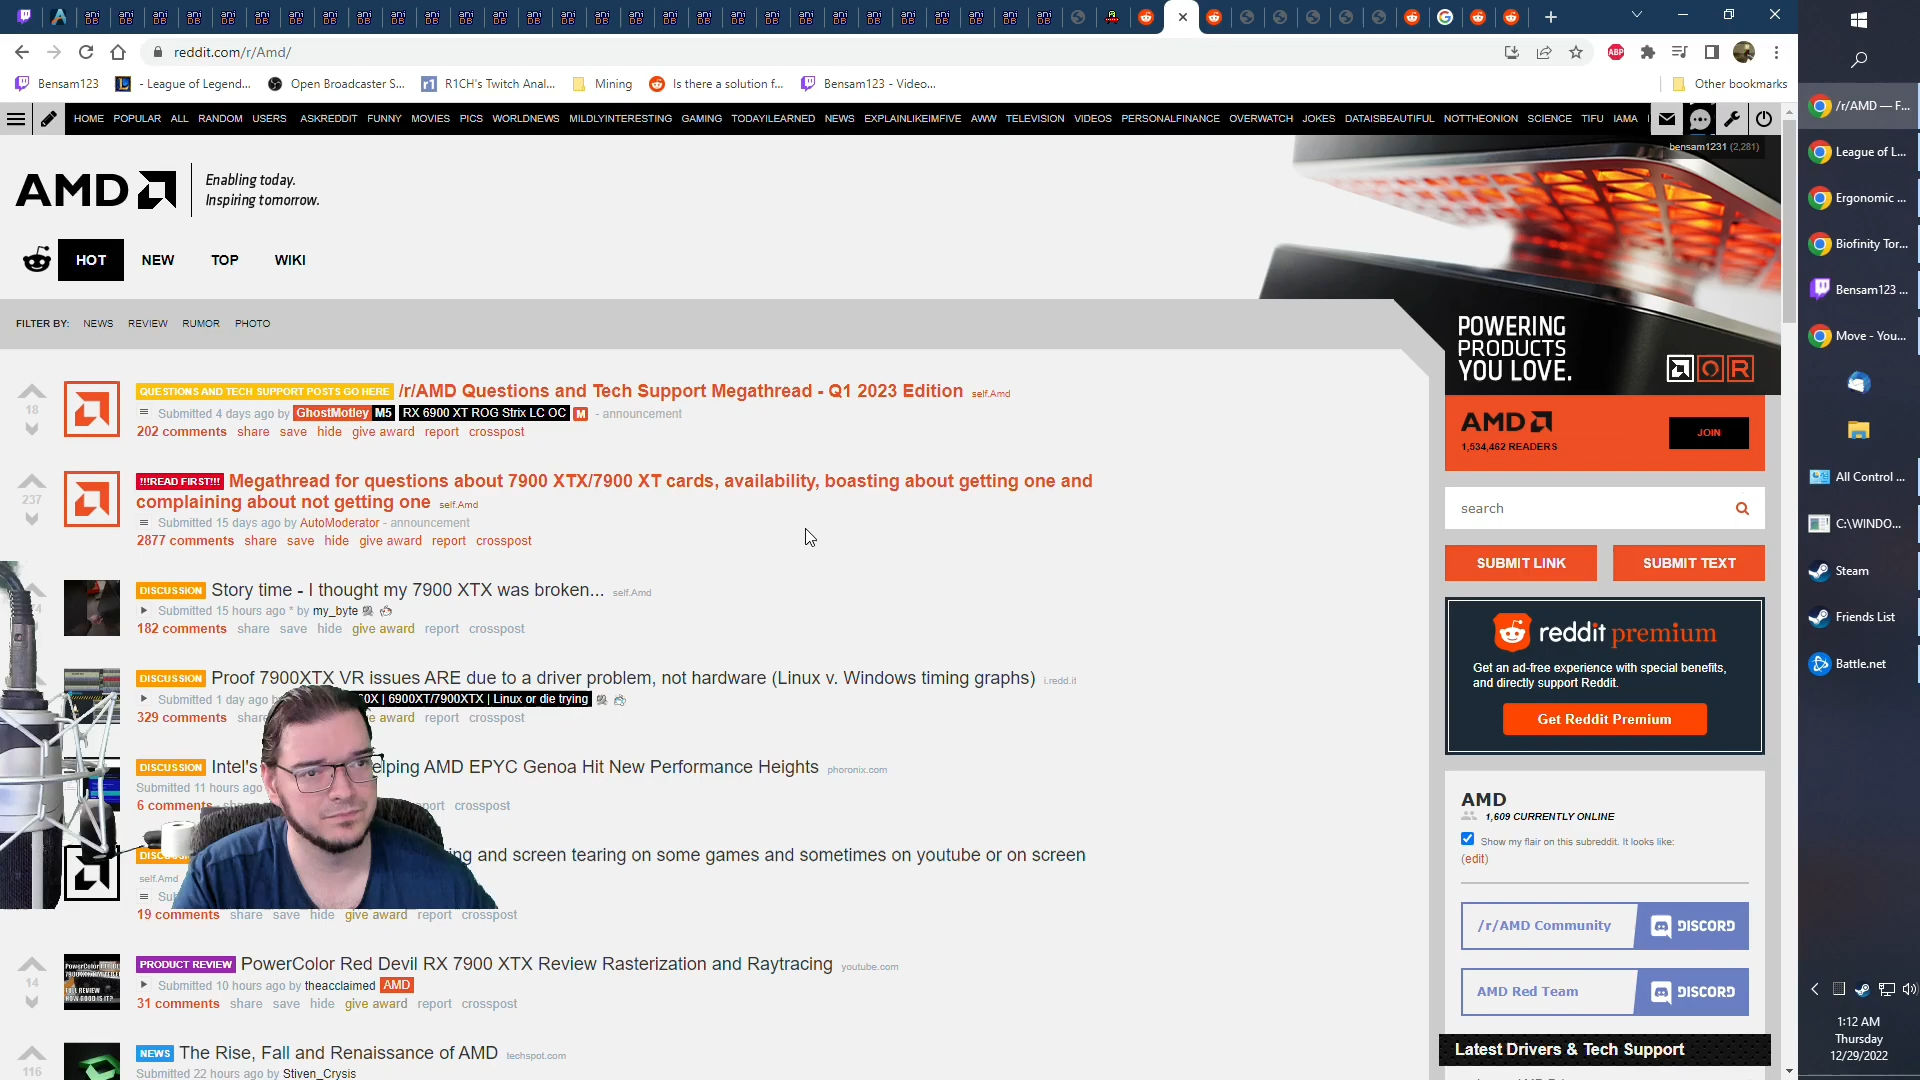 reddit.com/r/Amd/
Bensam123 - League of Legend... Open Broadcaster S... R1CH's Twitch Anal... Mining Is there a solution f... Bensam123 - Video... Other bookmarks
HOME POPULAR ALL RANDOM USERS ASKREDDIT FUNNY MOVIES PICS WORLDNEWS MILDLYINTERESTING GAMING TODAYILEARNED NEWS EXPLAINLIKEIMFIVE AWW TELEVISION VIDEOS PERSONALFINANCE OVERWATCH JOKES DATAISBEAUTIFUL NOTTHEONION SCIENCE TIFU IAMA
bensam1231 (2,281)
AMD
Enabling today.
Inspiring tomorrow.
HOT NEW TOP WIKI
FILTER BY: NEWS REVIEW RUMOR PHOTO
QUESTIONS AND TECH SUPPORT POSTS GO HERE /r/AMD Questions and Tech Support Megathread - Q1 2023 Edition self.Amd
Submitted 4 days ago by GhostMotley M5 RX 6900 XT ROG Strix LC OC M - announcement
18
202 comments share save hide give award report crosspost
!!!READ FIRST!!! Megathread for questions about 7900 XTX/7900 XT cards, availability, boasting about getting one and
complaining about not getting one self.Amd
237
Submitted 15 days ago by AutoModerator - announcement
2877 comments share save hide give award report crosspost
DISCUSSION Story time - I thought my 7900 XTX was broken... self.Amd
Submitted 15 hours ago * by my_byte
182 comments share save hide give award report crosspost
DISCUSSION Proof 7900XTX VR issues ARE due to a driver problem, not hardware (Linux v. Windows timing graphs) i.redd.it
Submitted 1 day ago by 0X | 6900XT/7900XTX | Linux or die trying
329 comments share e award report crosspost
DISCUSSION Intel's elping AMD EPYC Genoa Hit New Performance Heights phoronix.com
Submitted 11 hours ago
6 comments port crosspost
ng and screen tearing on some games and sometimes on youtube or on screen
self.Amd
19 comments share save hide give award report crosspost
PRODUCT REVIEW PowerColor Red Devil RX 7900 XTX Review Rasterization and Raytracing youtube.com
14
Submitted 10 hours ago by theacclaimed AMD
31 comments share save hide give award report crosspost
NEWS The Rise, Fall and Renaissance of AMD techspot.com
116
Submitted 22 hours ago by Stiven_Crysis
POWERING
PRODUCTS
YOU LOVE.
AMD
1,534,462 READERS
JOIN
search
SUBMIT LINK SUBMIT TEXT
reddit premium
Get an ad-free experience with special benefits,
and directly support Reddit.
Get Reddit Premium
AMD
1,609 CURRENTLY ONLINE
Show my flair on this subreddit. It looks like:
(edit)
/r/AMD Community DISCORD
AMD Red Team DISCORD
Latest Drivers & Tech Support
/r/AMD — F...
League of L...
Ergonomic ...
Biofinity Tor...
Bensam123 ...
Move - You...
All Control ...
C:\WINDO...
Steam
Friends List
Battle.net
1:12 AM
Thursday
12/29/2022